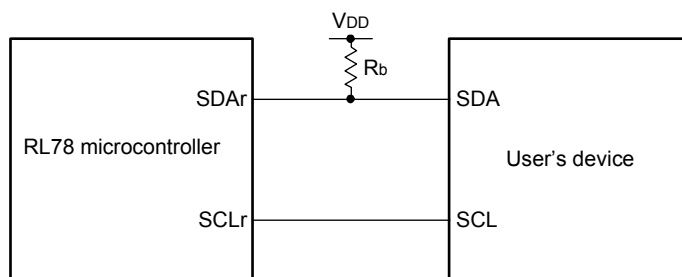 VDD
Rb
SDAr
SDA
RL78 microcontroller
User's device
SCLr
SCL